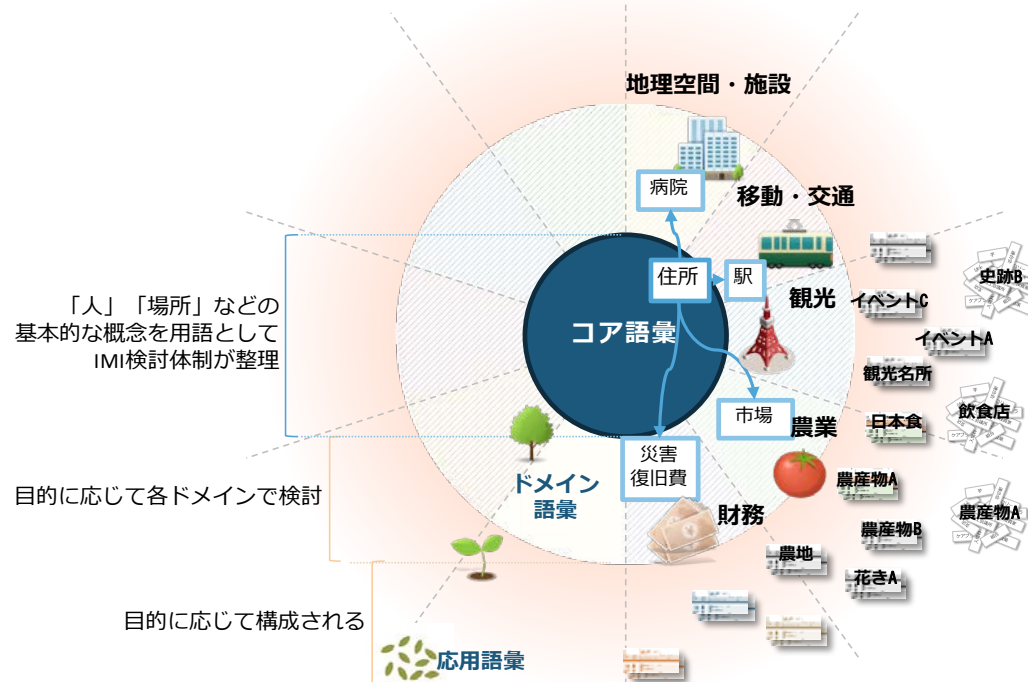 地理空間・施設
病院
移動・交通
住所
駅
観光
コア語彙
「人」「場所」などの
基本的な概念を用語として
IMI検討体制が整理
史跡B
イベントC
イベントA
観光名所
市場
農業
日本食
飲食店
災害
復旧費
ドメイン
語彙
目的に応じて各ドメインで検討
財務
農産物A
農産物A
農産物B
農地
花きA
目的に応じて構成される
応用語彙